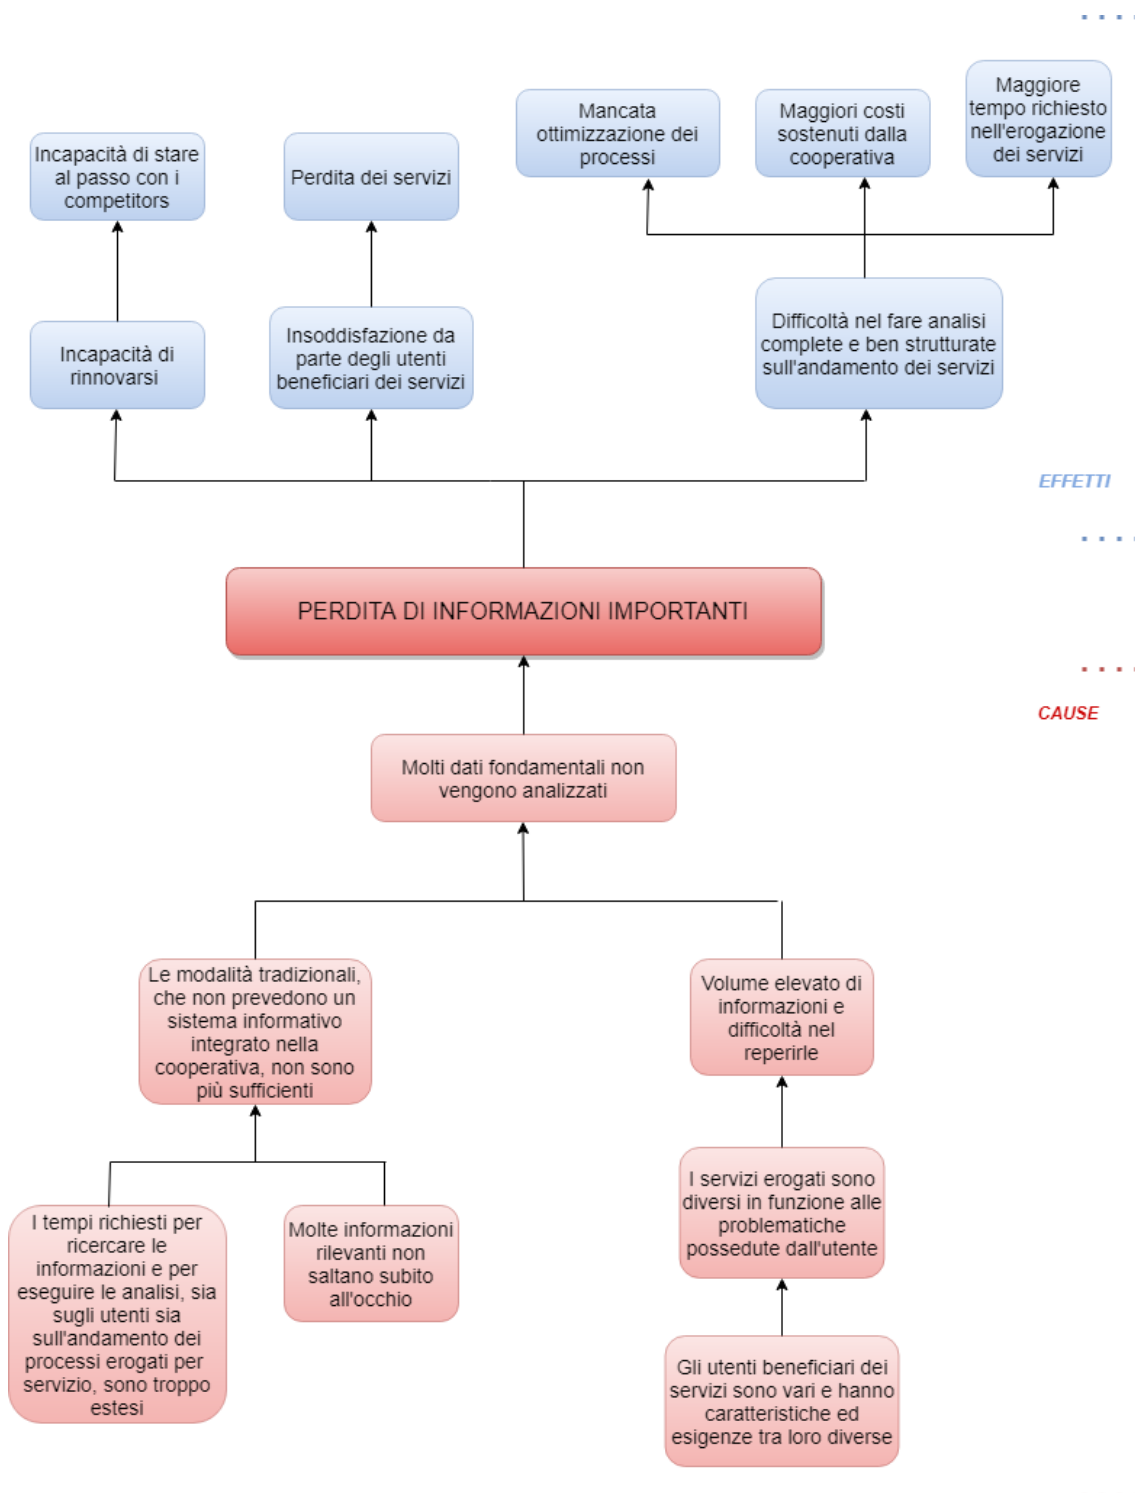 Mancata
ottimizzazione dei
processi
Maggiori costi
sostenuti dalla
cooperativa
Maggiore
tempo richiesto
nell'erogazione
dei servizi
Incapacità di stare
al passo con i
competitors
Perdita dei servizi
Incapacità di
rinnovarsi
Insoddisfazione da
parte degli utenti
beneficiari dei servizi
Difficoltà nel fare analisi
complete e ben strutturate
sull'andamento dei servizi
EFFETTI
PERDITA DI INFORMAZIONI IMPORTANTI
CAUSE
Molti dati fondamentali non
vengono analizzati
Le modalità tradizionali,
che non prevedono un
sistema informativo
integrato nella
cooperativa, non sono
più sufficienti
Volume elevato di
informazioni e
difficoltà nel
reperirle
I servizi erogati sono
diversi in funzione alle
problematiche
possedute dall'utente
I tempi richiesti per
ricercare le
informazioni e per
eseguire le analisi, sia
sugli utenti sia
sull'andamento dei
processi erogati per
servizio, sono troppo
estesi
Molte informazioni
rilevanti non
saltano subito
all'occhio
Gli utenti beneficiari dei
servizi sono vari e hanno
caratteristiche ed
esigenze tra loro diverse